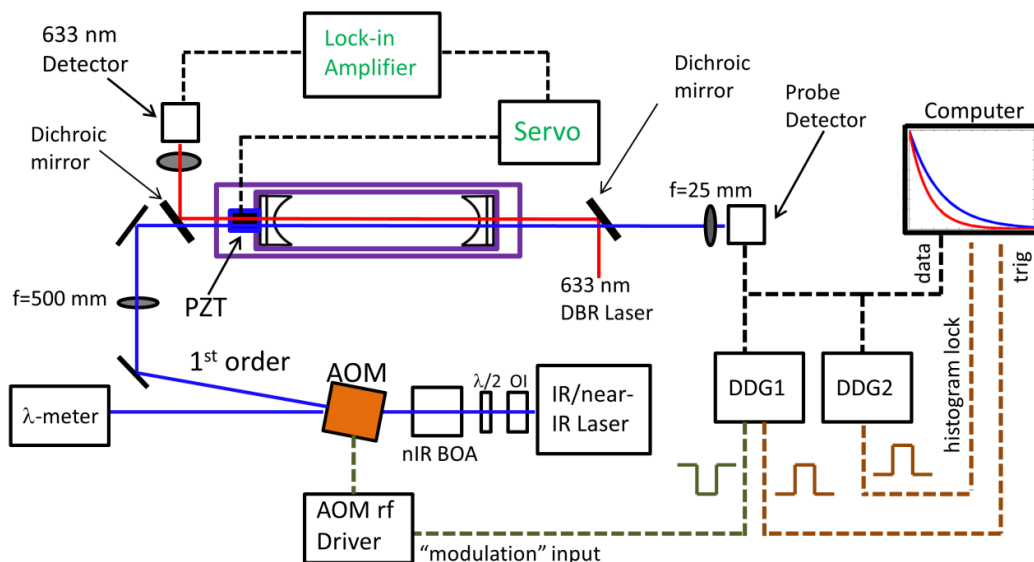 633 nm
Detector
Lock-in
Amplifier
Dichroic
mirror
Probe
Detector
Computer
Dichroic
mirror
Servo
f=25 mm
data
trig
PZT
633 nm
DBR Laser
f=500 mm
histogram lock
1st order
AOM
λ/2
OI
IR/near-
IR Laser
DDG1
DDG2
λ-meter
nIR BOA
AOM rf
Driver
“modulation” input